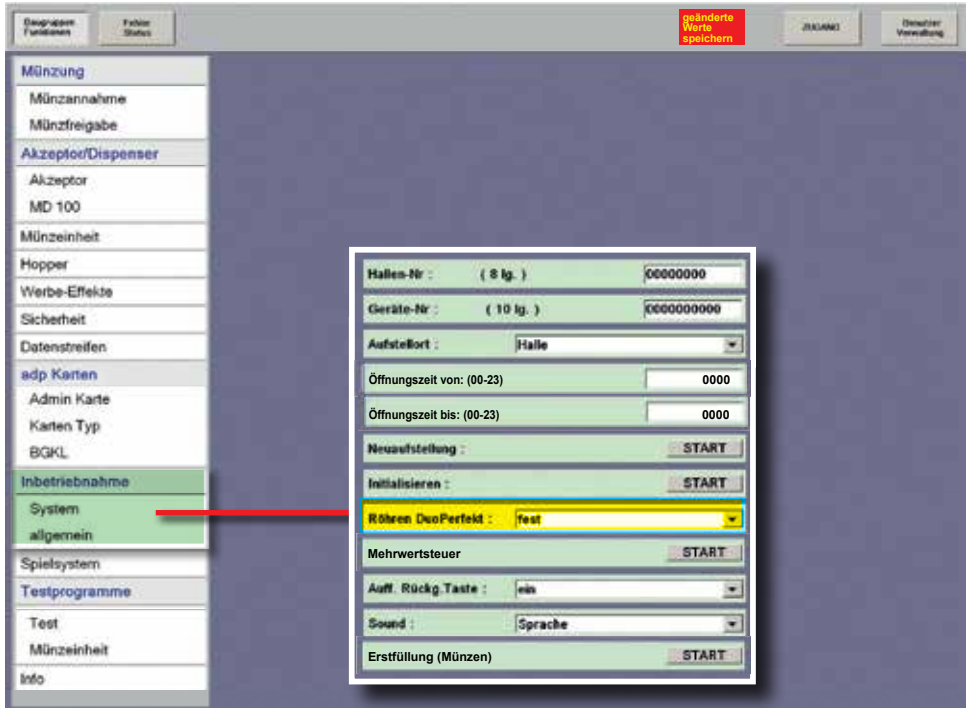 Baugruppen
Funktionen
Fehler
Status
geänderte
Werte
speichern
ZUGANG
Benutzer
Verwaltung
Münzung
Münzannahme
Münzfreigabe
Akzeptor/Dispenser
Akzeptor
MD 100
Münzeinheit
Hopper
Werbe-Effekte
Sicherheit
Datenstreifen
adp Karten
Admin Karte
Karten Typ
BGKL
Inbetriebnahme
System
allgemein
Spielsystem
Testprogramme
Test
Münzeinheit
Info
Hallen-Nr : ( 8 lg. ) 00000000
Geräte-Nr : ( 10 lg. ) 0000000000
Aufstellort : Halle
Öffnungszeit von: (00-23) 0000
Öffnungszeit bis: (00-23) 0000
Neuaufstellung : START
Initialisieren : START
Röhren DuoPerfekt : fest
Mehrwertsteuer START
Auff. Rückg.Taste : ein
Sound : Sprache
Erstfüllung (Münzen) START